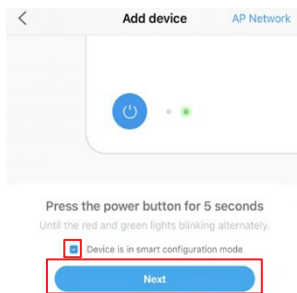 Add device
AP Network
Press the power button for 5 seconds
Until the red and green lights blinking alternately.
Device is in smart configuration mode
Next